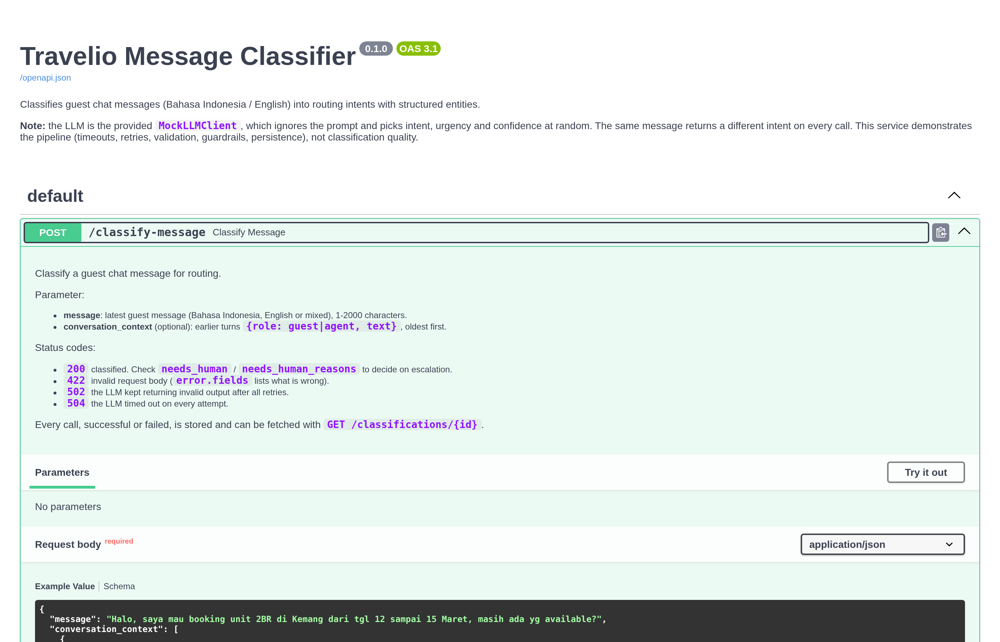 Travelio Message Classifier 0.1.0 OAS 3.1
/openapi.json
Classifies guest chat messages (Bahasa Indonesia / English) into routing intents with structured entities.
Note: the LLM is the provided MockLLMClient, which ignores the prompt and picks intent, urgency and confidence at random. The same message returns a different intent on every call. This service demonstrates
the pipeline (timeouts, retries, validation, guardrails, persistence), not classification quality.
default
POST /classify-message Classify Message
Classify a guest chat message for routing.
Parameter:
• message: latest guest message (Bahasa Indonesia, English or mixed), 1-2000 characters.
• conversation_context (optional): earlier turns {role: guest|agent, text}, oldest first.
Status codes:
• 200 classified. Check needs_human / needs_human_reasons to decide on escalation.
• 422 invalid request body (error.fields lists what is wrong).
• 502 the LLM kept returning invalid output after all retries.
• 504 the LLM timed out on every attempt.
Every call, successful or failed, is stored and can be fetched with GET /classifications/{id}.
Parameters Try it out
No parameters
Request body required application/json
Example Value Schema
{
"message": "Halo, saya mau booking unit 2BR di Kemang dari tgl 12 sampai 15 Maret, masih ada yg available?",
"conversation_context": [
{